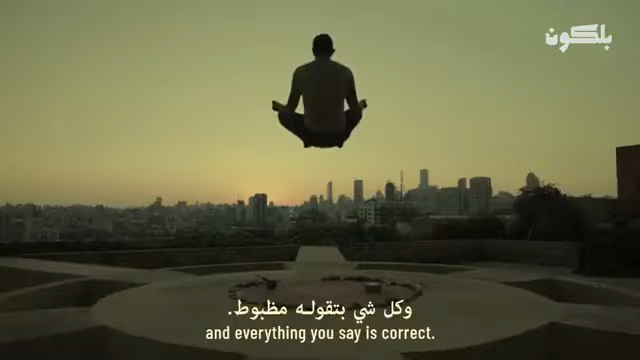 بلكون
وكل شي بتقوله مظبوط.
and everything you say is correct.